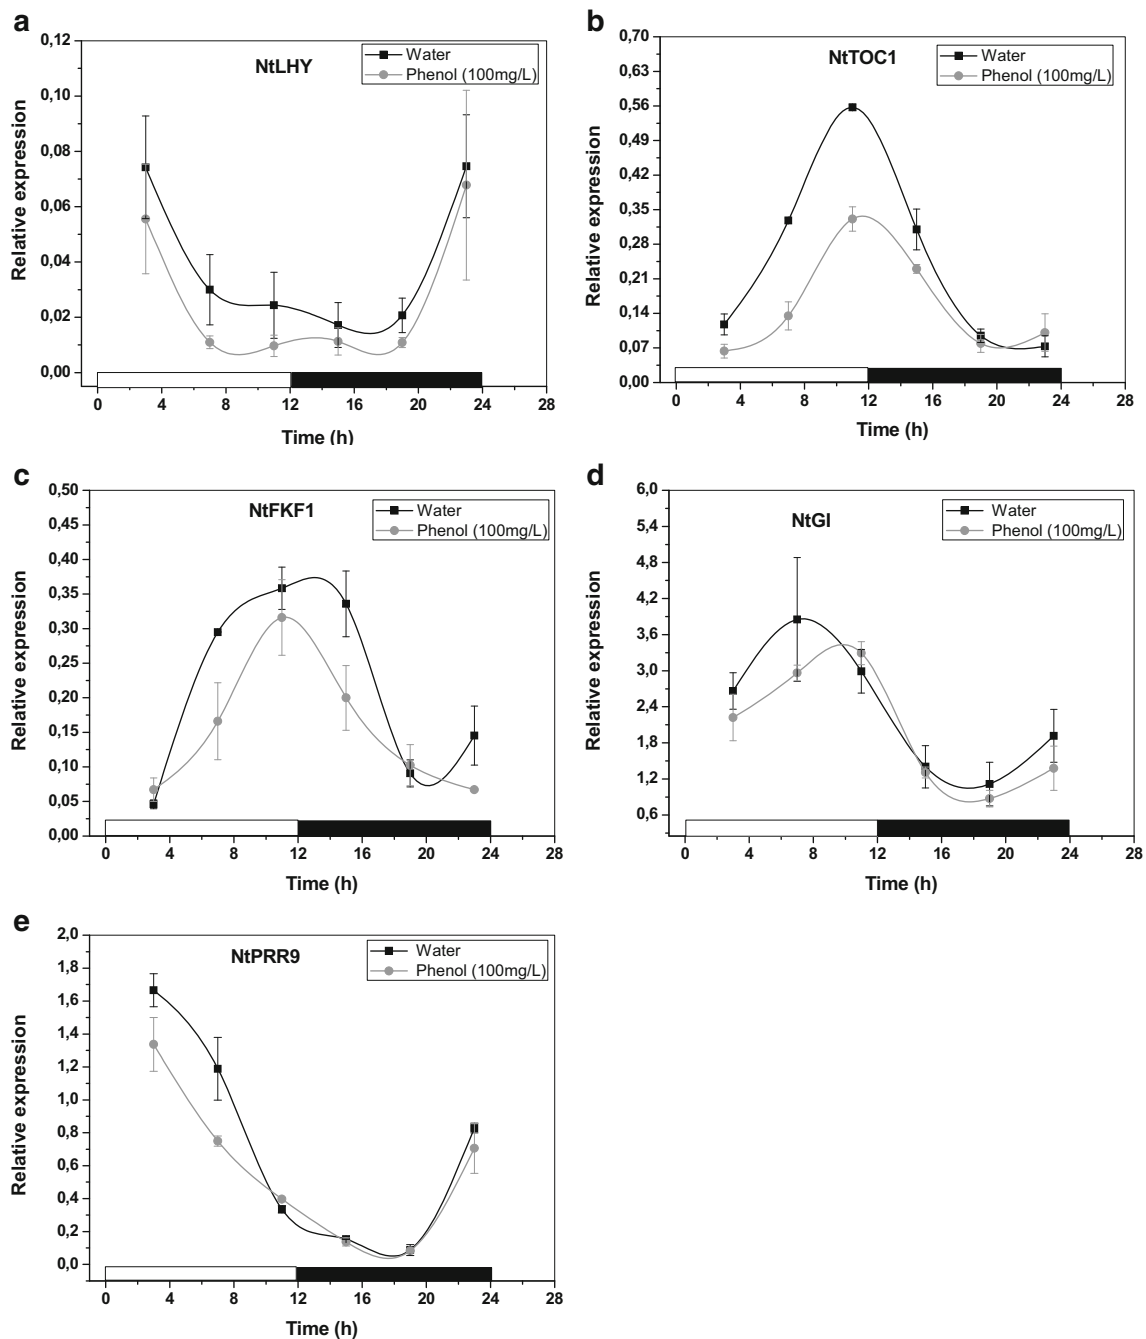 a
NtLHY
Water
Phenol (100mg/L)
0,12
0,10
0,08
0,06
0,04
0,02
0,00
Relative expression
0 4 8 12 16 20 24 28
Time (h)
b
NtTOC1
Water
Phenol (100mg/L)
0,70
0,63
0,56
0,49
0,42
0,35
0,28
0,21
0,14
0,07
0,00
Relative expression
0 4 8 12 16 20 24 28
Time (h)
c
NtFKF1
Water
Phenol (100mg/L)
0,50
0,45
0,40
0,35
0,30
0,25
0,20
0,15
0,10
0,05
0,00
Relative expression
0 4 8 12 16 20 24 28
Time (h)
d
NtGI
Water
Phenol (100mg/L)
6,0
5,4
4,8
4,2
3,6
3,0
2,4
1,8
1,2
0,6
Relative expression
0 4 8 12 16 20 24 28
Time (h)
e
NtPRR9
Water
Phenol (100mg/L)
2,0
1,8
1,6
1,4
1,2
1,0
0,8
0,6
0,4
0,2
0,0
Relative expression
0 4 8 12 16 20 24 28
Time (h)